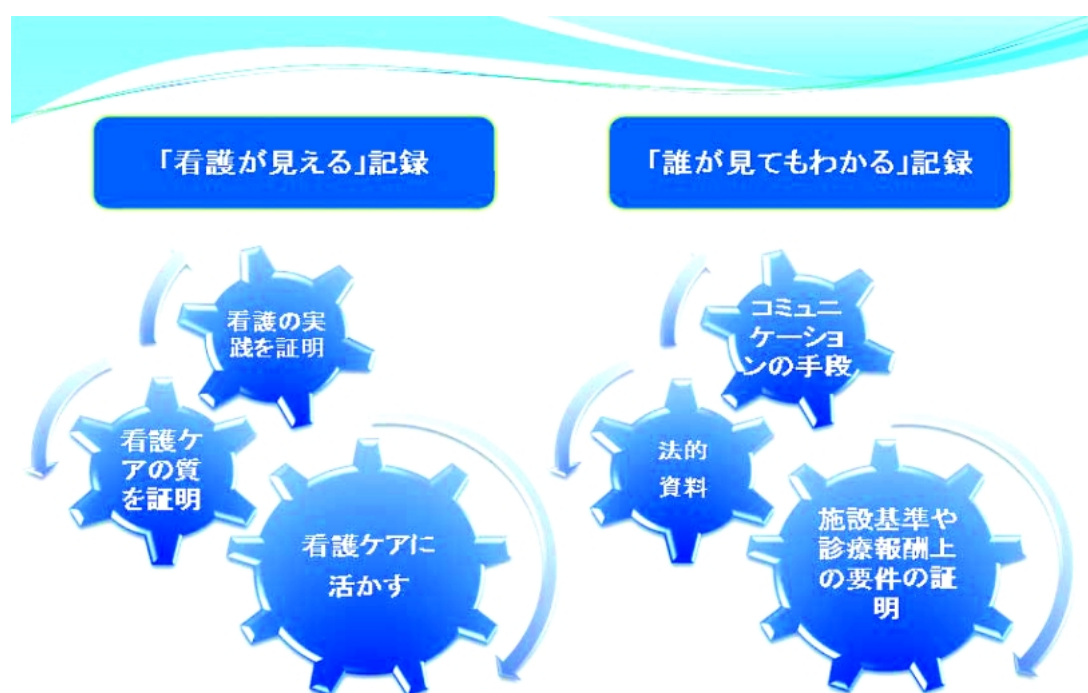 「看護が見える」記録
看護の実
践を証明
看護ケ
アの質
を証明
看護ケアに
活かす
「誰が見てもわかる」記録
コミュニ
ケーショ
ンの手段
法的
資料
施設基準や
診療報酬上
の要件の証
明